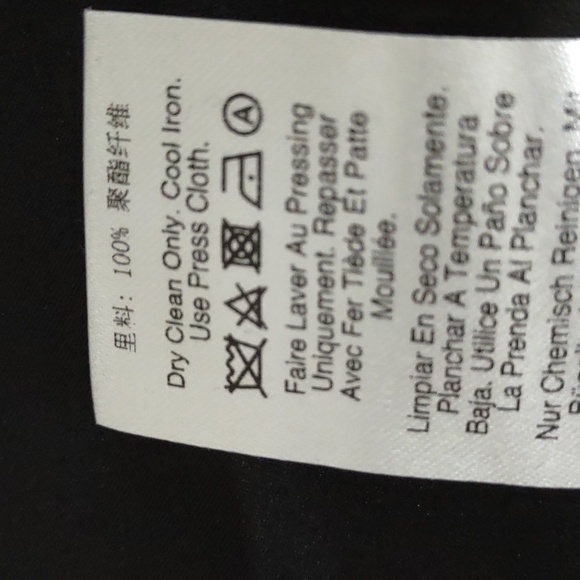 里料: 100% 聚酯纤维
Dry Clean Only. Cool Iron.
Use Press Cloth.
A
Faire Laver Au Pressing
Uniquement. Repasser
Avec Fer Tiède Et Patte
Mouillée.
Limpiar En Seco Solamente.
Planchar A Temperatura
Baja. Utilice Un Paño Sobre
La Prenda Al Planchar.
Nur Chemisch Reinigen. Mit